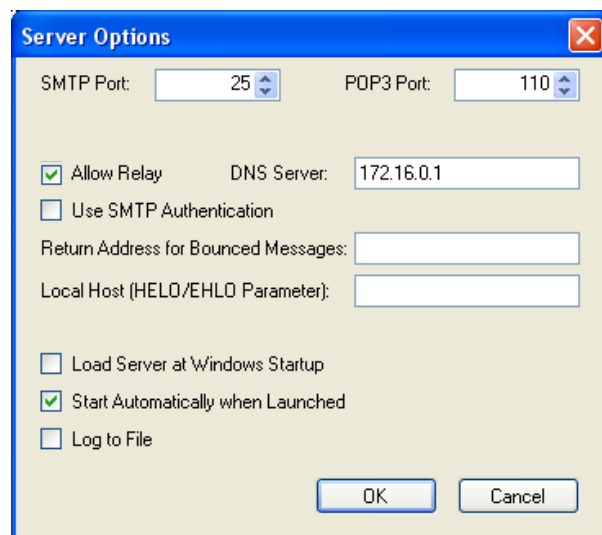 Server Options
SMTP Port: 25 POP3 Port: 110
Allow Relay DNS Server: 172.16.0.1
Use SMTP Authentication
Return Address for Bounced Messages:
Local Host (HELO/EHLO Parameter):
Load Server at Windows Startup
Start Automatically when Launched
Log to File
OK Cancel